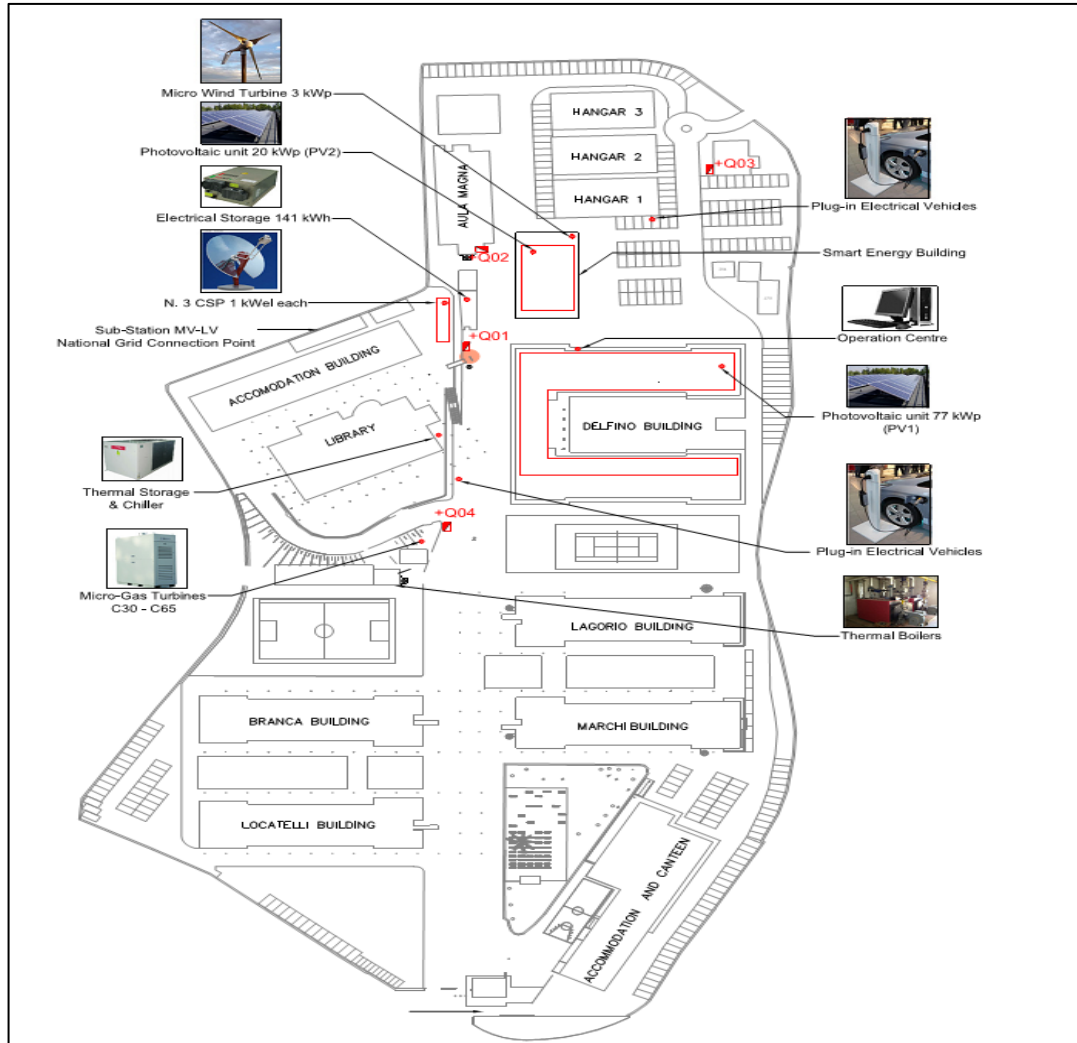 Micro Wind Turbine 3 kWp
Photovoltaic unit 20 kWp (PV2)
Electrical Storage 141 kWh
N. 3 CSP 1 kWel each
Sub-Station MV-LV
National Grid Connection Point
Thermal Storage
& Chiller
Micro-Gas Turbines
C30 - C65
HANGAR 3
HANGAR 2
HANGAR 1
AULA MAGNA
+Q03
+Q02
+Q01
+Q04
Plug-in Electrical Vehicles
Smart Energy Building
Operation Centre
Photovoltaic unit 77 kWp
(PV1)
Plug-in Electrical Vehicles
Thermal Boilers
ACCOMODATION BUILDING
LIBRARY
DELFINO BUILDING
LAGORIO BUILDING
BRANCA BUILDING
MARCHI BUILDING
LOCATELLI BUILDING
ACCOMMODATION AND CANTEEN